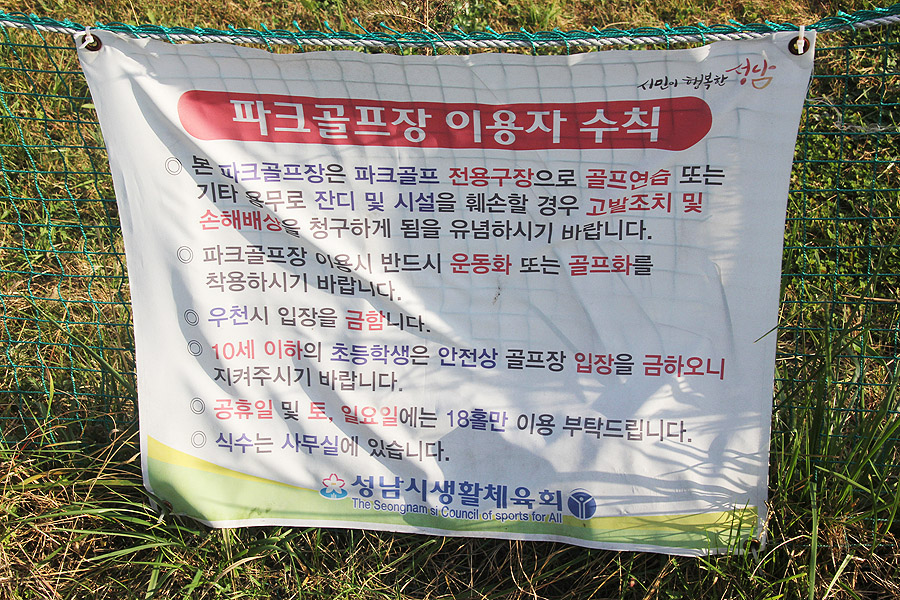 시민이 행복한 성남
파크골프장 이용자 수칙
◎ 본 파크골프장은 파크골프 전용구장으로 골프연습 또는
기타 용무로 잔디 및 시설을 훼손할 경우 고발조치 및
손해배상을 청구하게 됨을 유념하시기 바랍니다.
◎ 파크골프장 이용시 반드시 운동화 또는 골프화를
착용하시기 바랍니다.
◎ 우천시 입장을 금합니다.
◎ 10세 이하의 초등학생은 안전상 골프장 입장을 금하오니
지켜주시기 바랍니다.
◎ 공휴일 및 토, 일요일에는 18홀만 이용 부탁드립니다.
◎ 식수는 사무실에 있습니다.
성남시생활체육회
The Seongnam si Council of sports for All